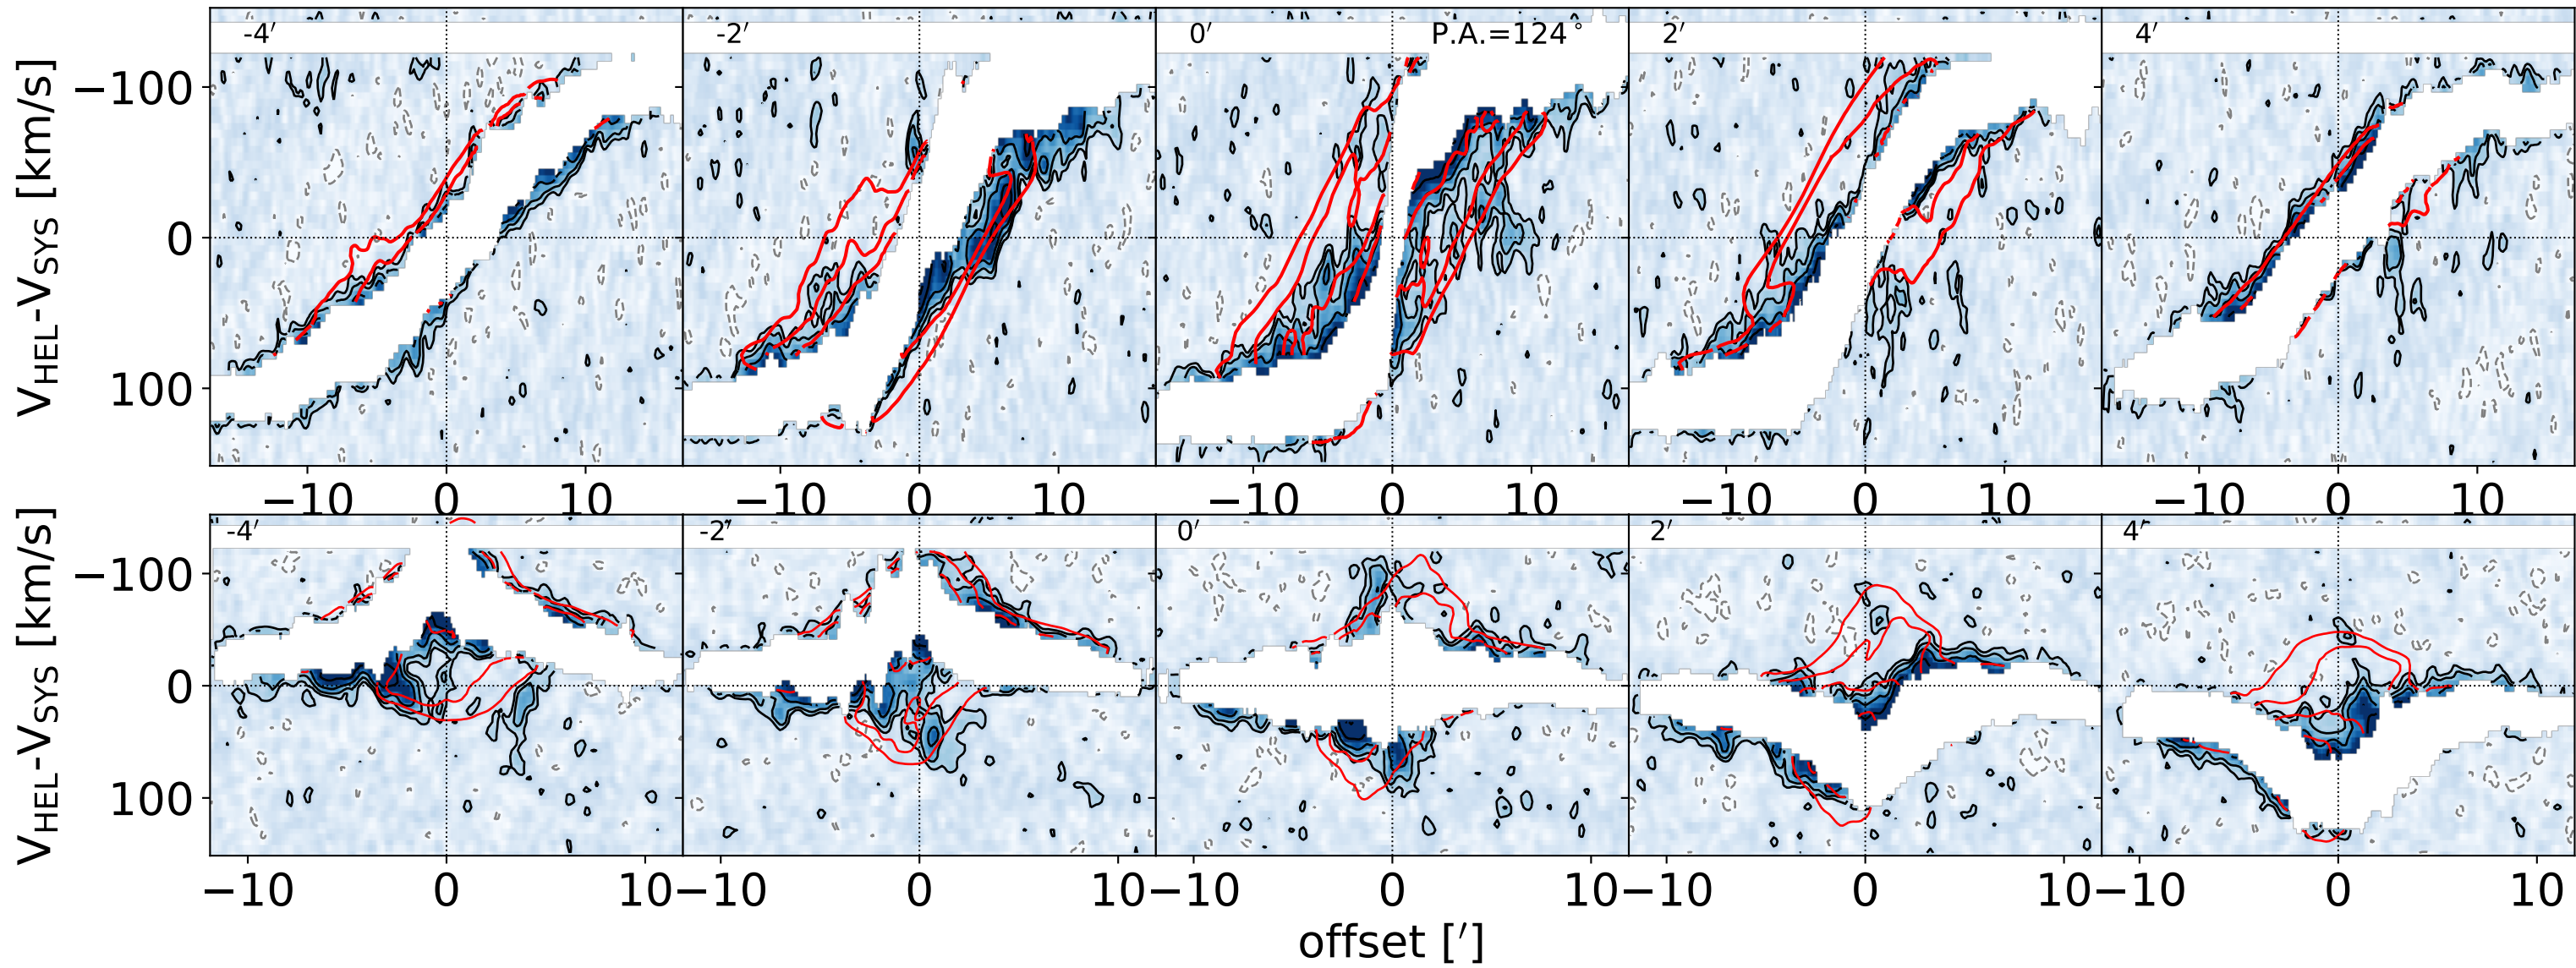 -4′ -2′ 0′ P.A.=124° 2′ 4′
V_HEL-V_SYS [km/s]
−100
0
100
−10 0 10 −10 0 10 −10 0 10 −10 0 10 −10 0 10
-4′ -2′ 0′ 2′ 4′
V_HEL-V_SYS [km/s]
−100
0
100
−10 0 10 −10 0 10 −10 0 10 −10 0 10 −10 0 10
offset [′]